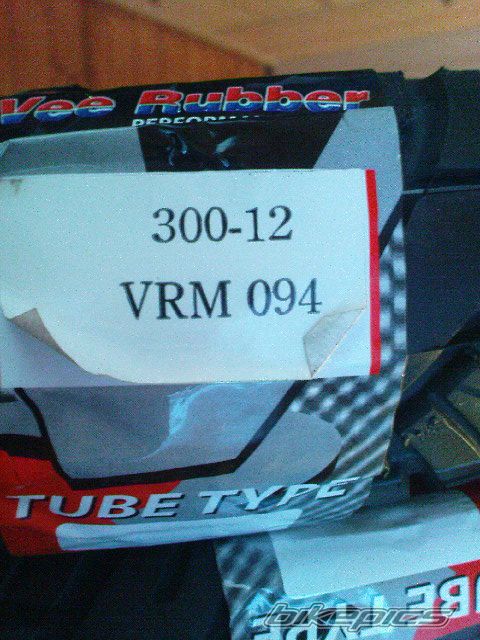 Vee Rubber
300-12
VRM 094
TUBE TYPE
bikepics